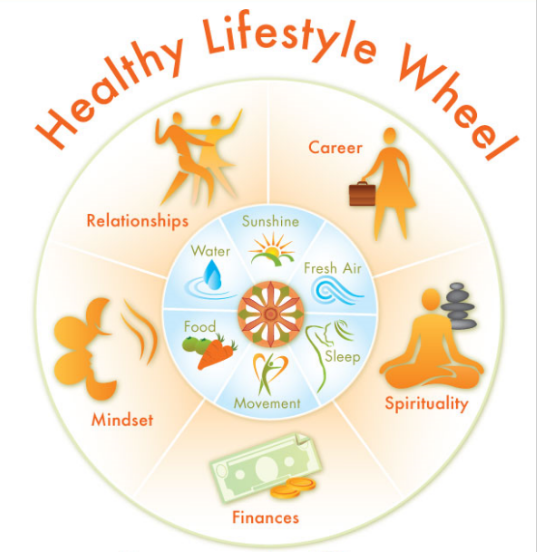 Healthy Lifestyle Wheel
Career
Relationships
Sunshine
Water
Fresh Air
Food
Sleep
Movement
Mindset
Spirituality
Finances